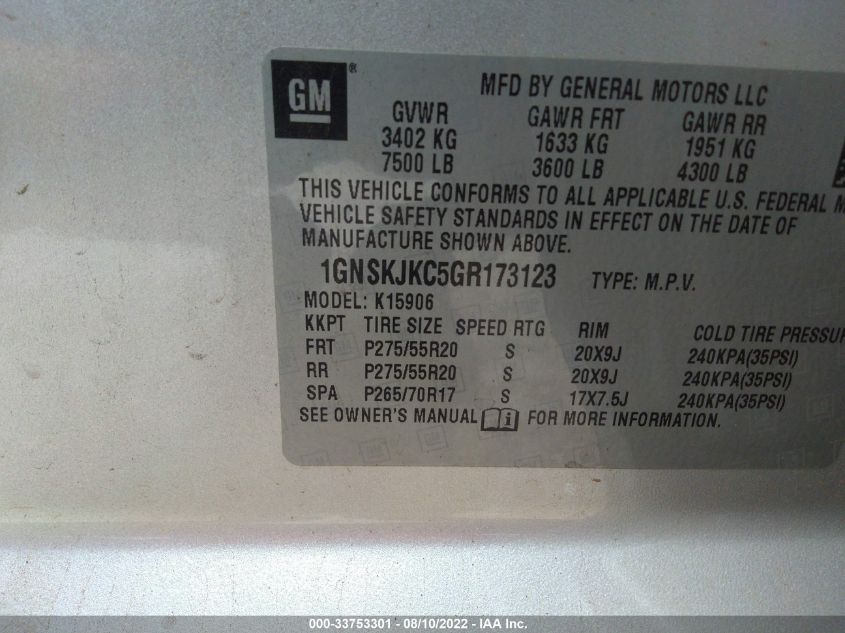 GM®
MFD BY GENERAL MOTORS LLC
GVWR GAWR FRT GAWR RR
3402 KG 1633 KG 1951 KG
7500 LB 3600 LB 4300 LB
THIS VEHICLE CONFORMS TO ALL APPLICABLE U.S. FEDERAL M
VEHICLE SAFETY STANDARDS IN EFFECT ON THE DATE OF
MANUFACTURE SHOWN ABOVE.
1GNSKJKC5GR173123 TYPE: M.P.V.
MODEL: K15906
KKPT TIRE SIZE SPEED RTG RIM COLD TIRE PRESSUR
FRT P275/55R20 S 20X9J 240KPA(35PSI)
RR P275/55R20 S 20X9J 240KPA(35PSI)
SPA P265/70R17 S 17X7.5J 240KPA(35PSI)
SEE OWNER'S MANUAL i FOR MORE INFORMATION.
000-33753301 - 08/10/2022 - IAA Inc.